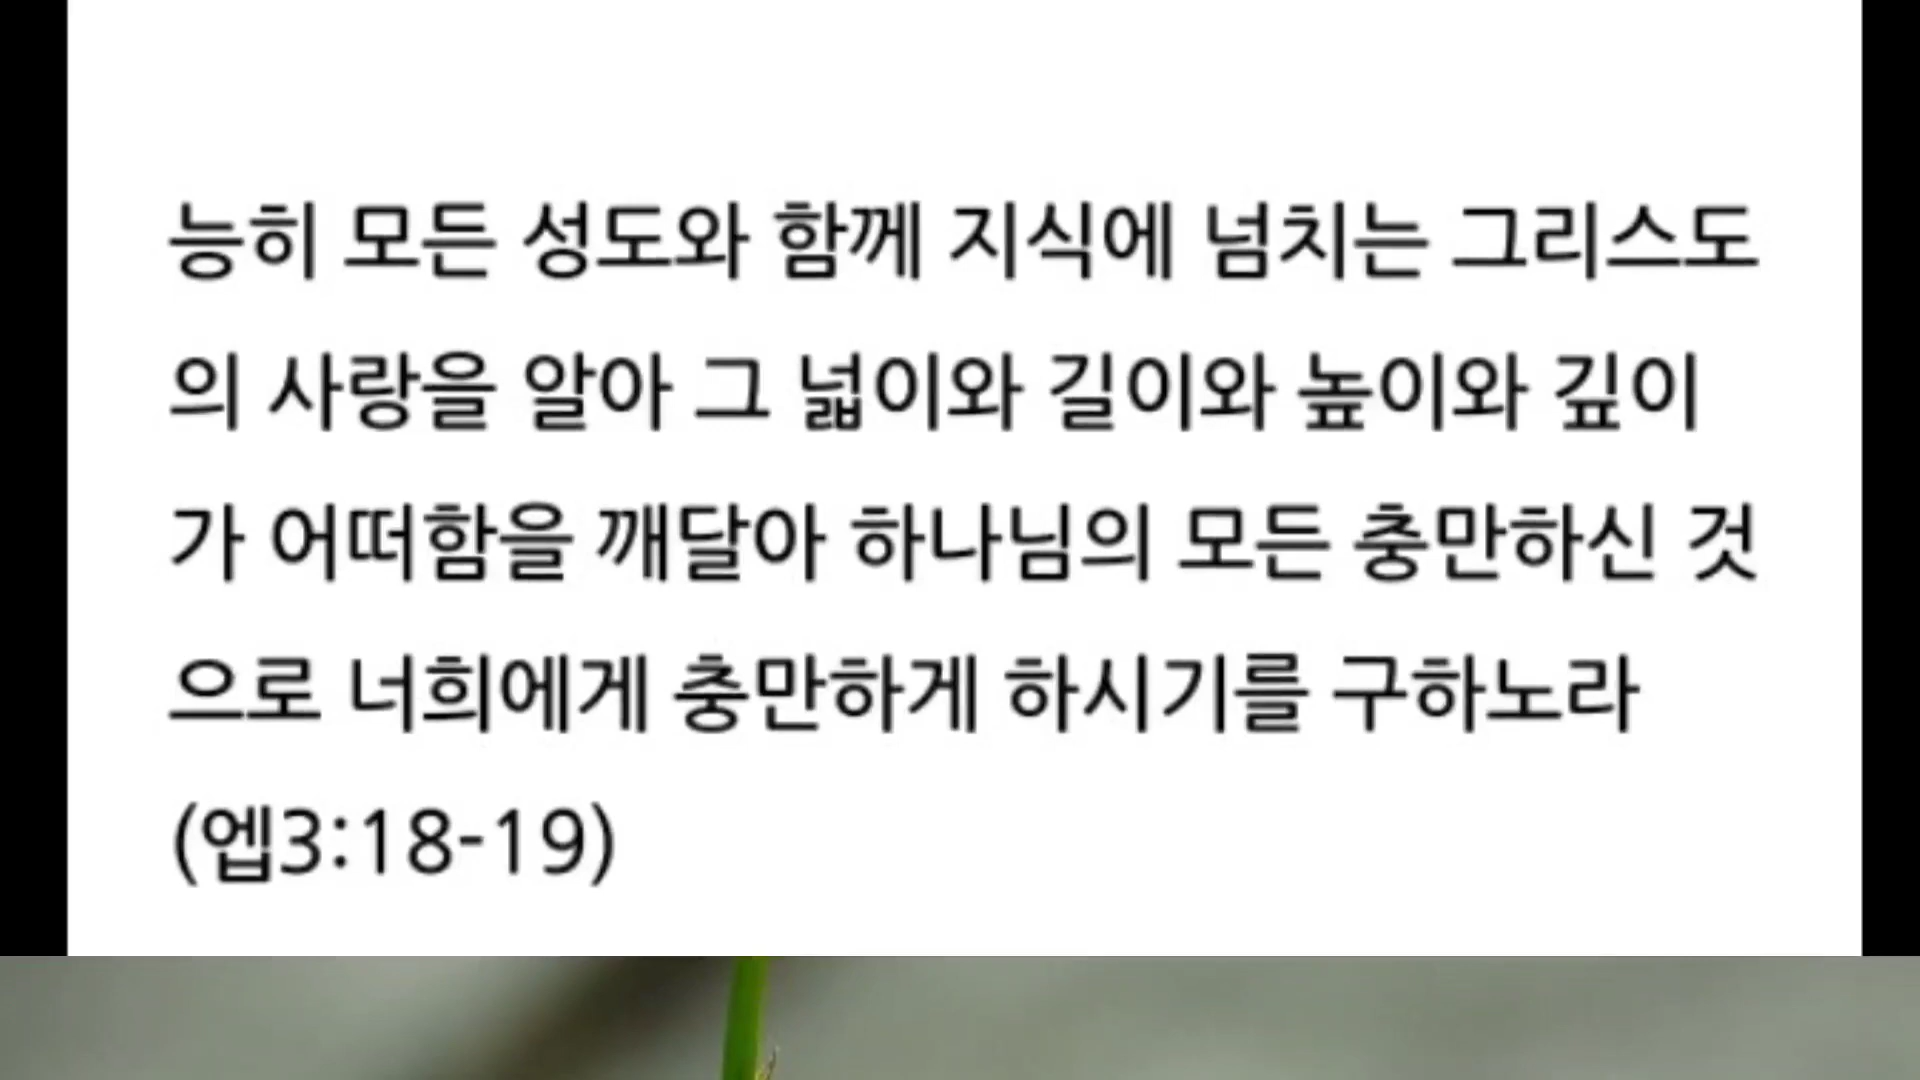 능히 모든 성도와 함께 지식에 넘치는 그리스도
의 사랑을 알아 그 넓이와 길이와 높이와 깊이
가 어떠함을 깨달아 하나님의 모든 충만하신 것
으로 너희에게 충만하게 하시기를 구하노라
(엡3:18-19)